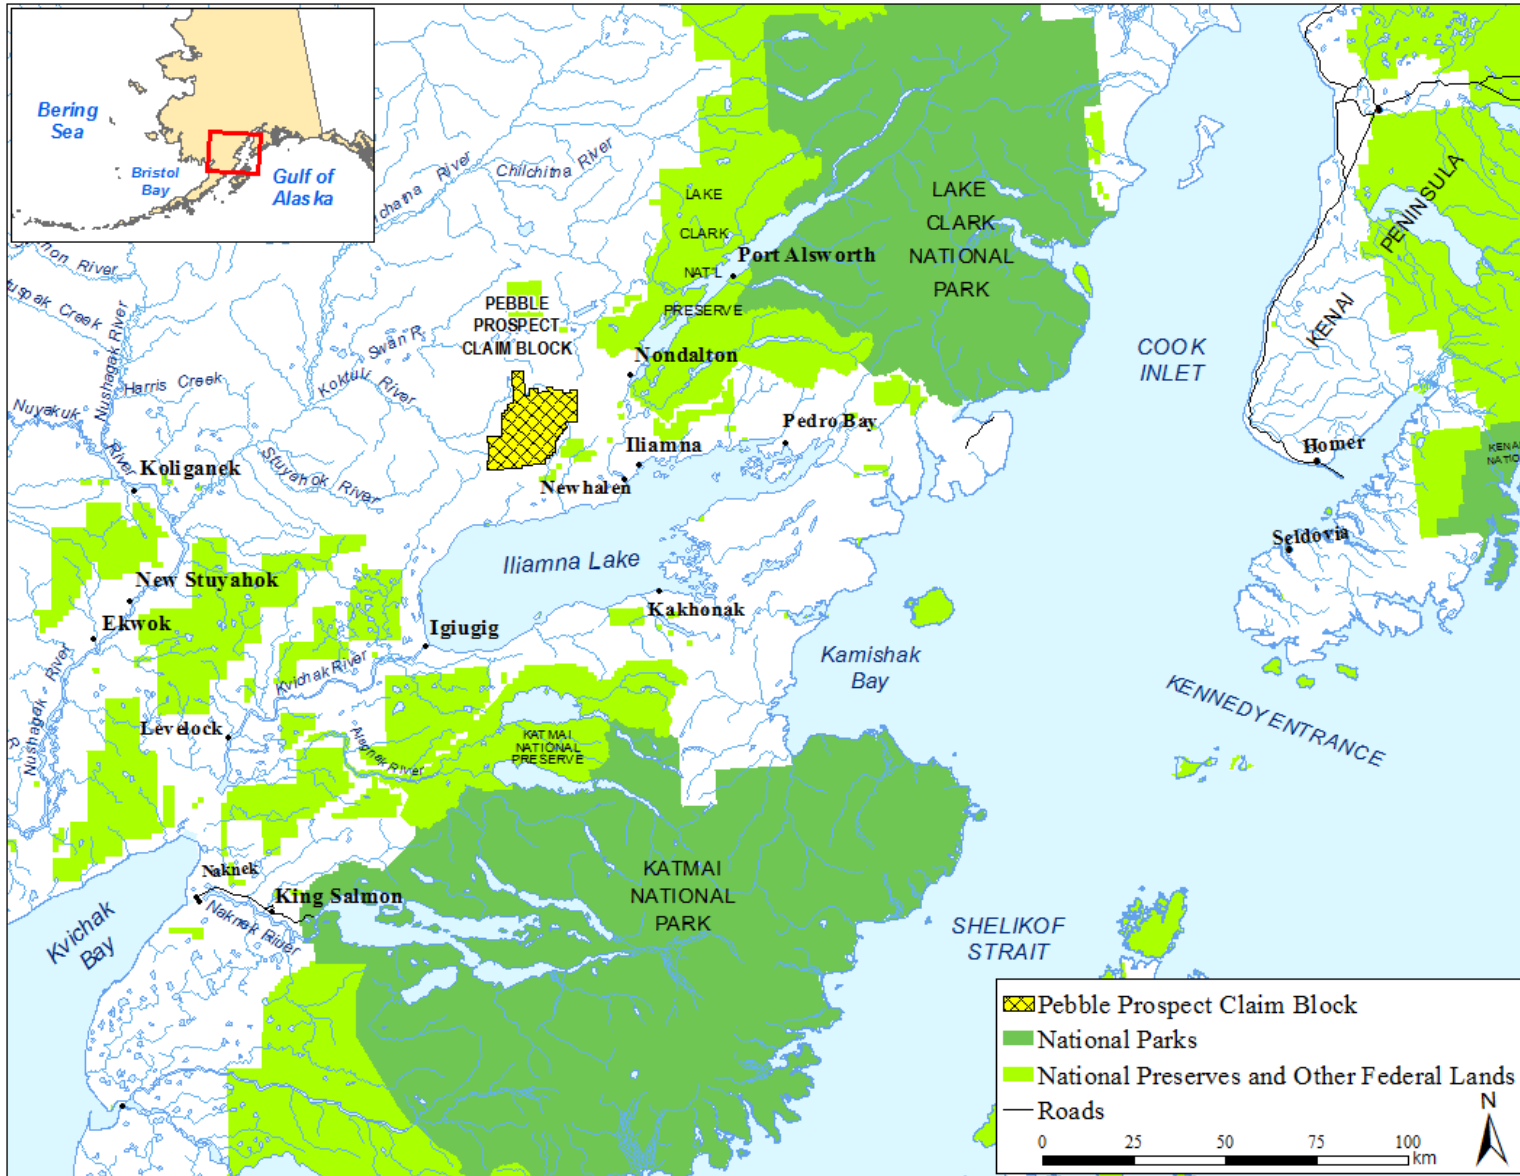 Bering
Sea
Bristol
Bay
Gulf of
Alaska
Chilchitna River
River
River
Creek
Nushagak River
Harris Creek
Nuyakuk
River
Swan R.
Koktuli River
Stuyahok River
PEBBLE
PROSPECT
CLAIM BLOCK
LAKE
CLARK
NAT'L
PRESERVE
LAKE
CLARK
NATIONAL
PARK
Port Alsworth
Nondalton
Pedro Bay
Iliamna
Newhalen
Koliganek
Iliamna Lake
New Stuyahok
Ekwok
Igiugig
Kakhonak
COOK
INLET
KENAI
PENINSULA
Homer
Seldovia
Kamishak
Bay
KENNEDY ENTRANCE
Nushagak River
Kvichak River
Levelock
Alagnak River
KATMAI
NATIONAL
PRESERVE
KATMAI
NATIONAL
PARK
Naknek
King Salmon
Naknek River
Kvichak
Bay
SHELIKOF
STRAIT
Pebble Prospect Claim Block
National Parks
National Preserves and Other Federal Lands
Roads
N
0 25 50 75 100
km